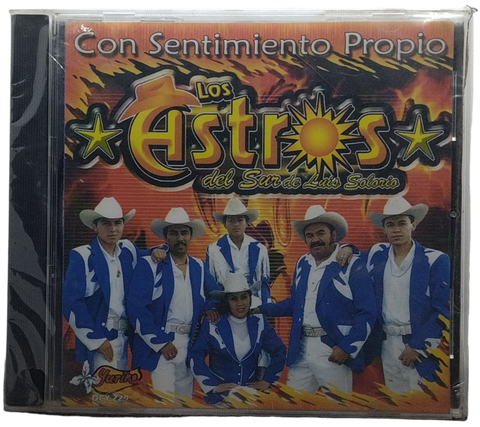 Con Sentimiento Propio
Los
Astros
del Sur de Luis Solorio